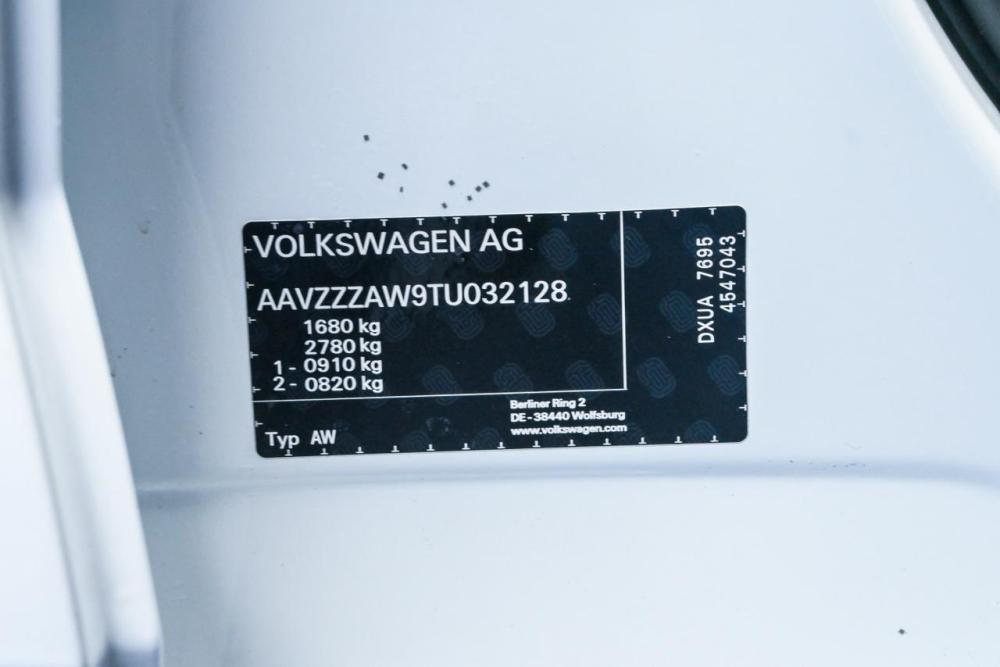 VOLKSWAGEN AG
AAVZZZAW9TU032128
1680 kg
2780 kg
1 - 0910 kg
2 - 0820 kg
Typ AW
Berliner Ring 2
DE - 38440 Wolfsburg
www.volkswagen.com
DXUA 7695
4547043